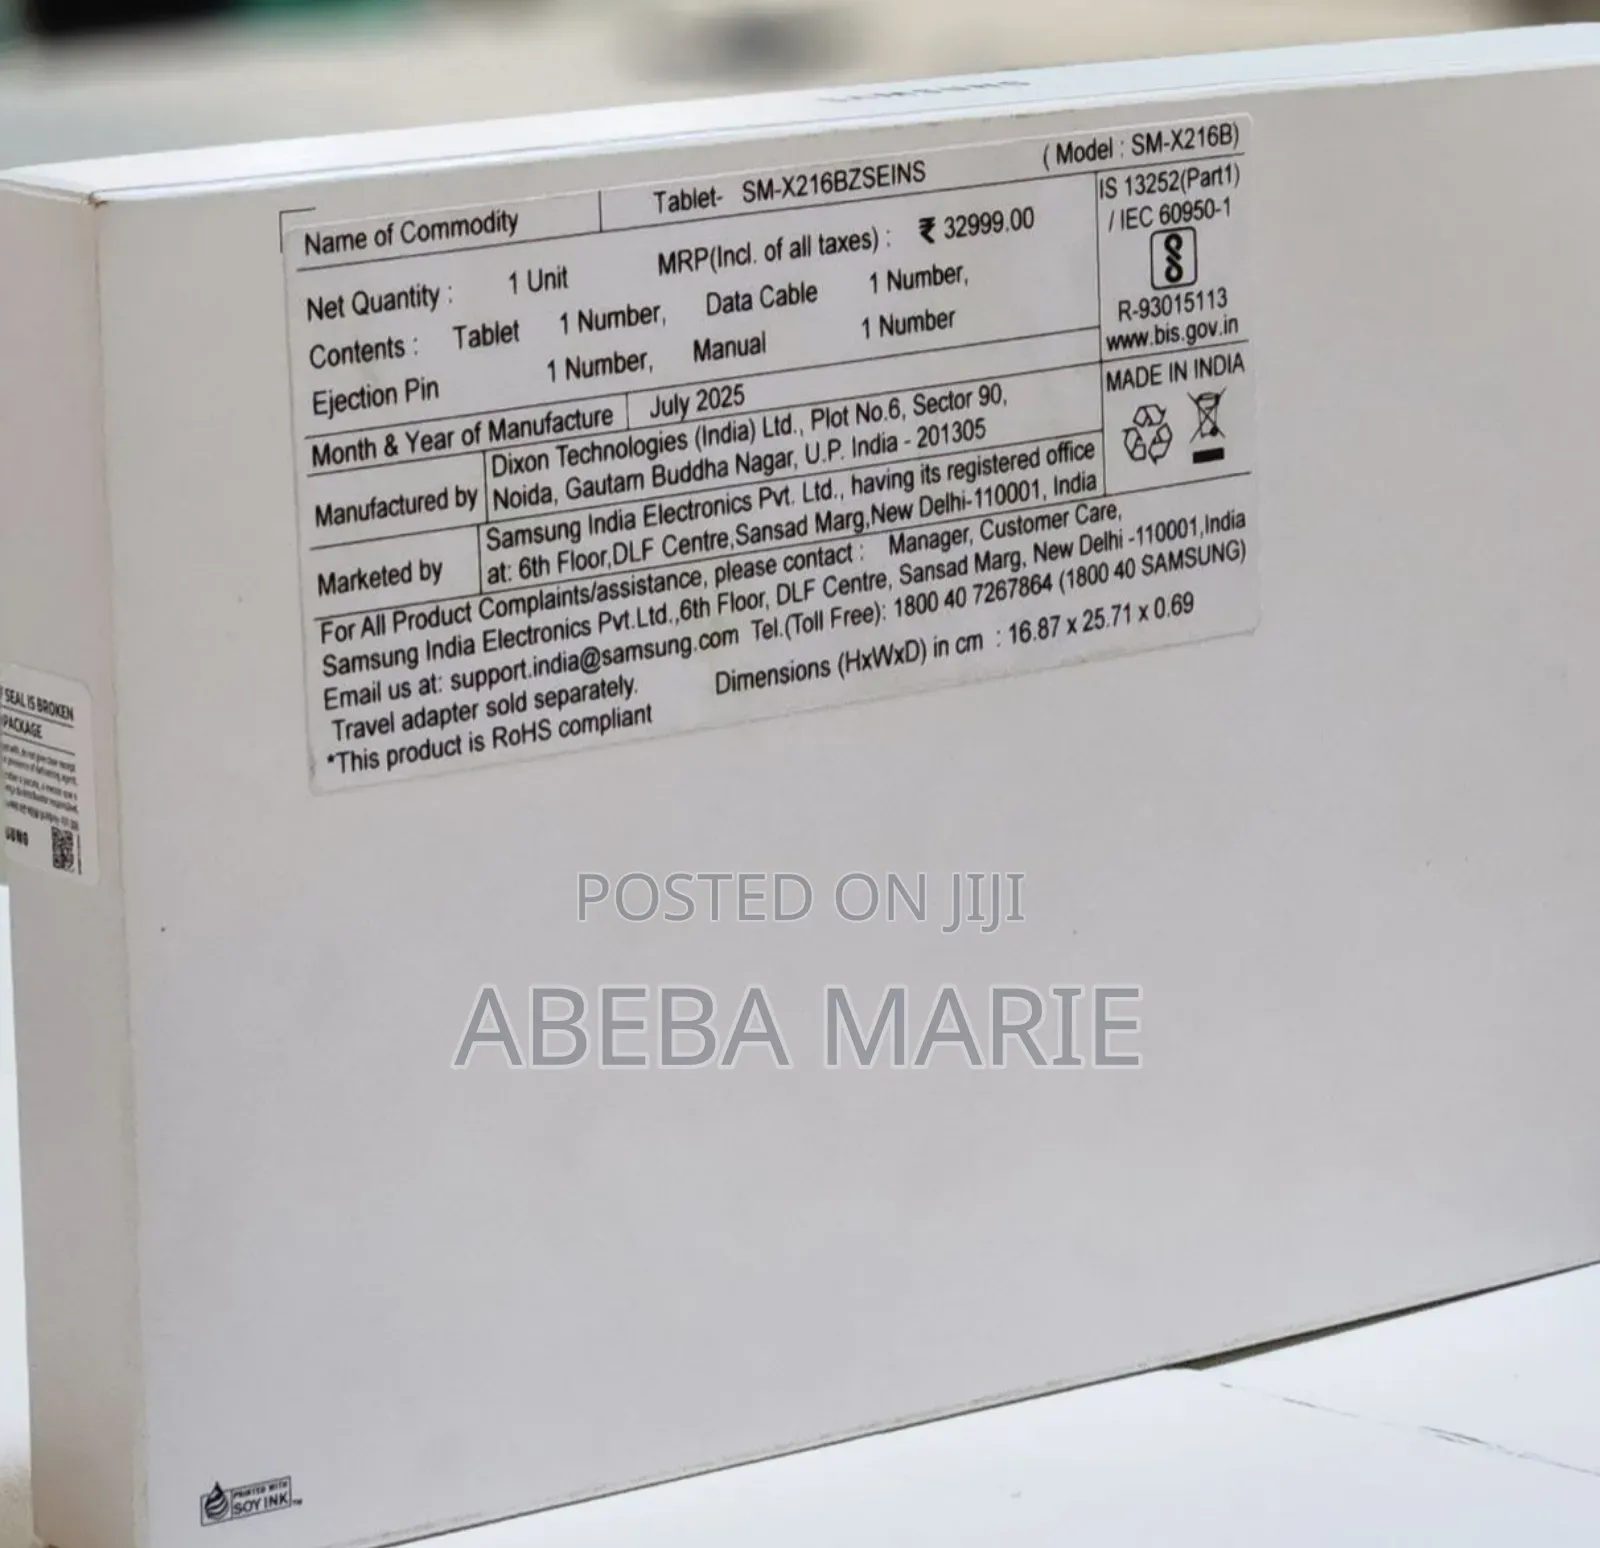 SAMSUNG
Name of Commodity Tablet- SM-X216BZSEINS ( Model : SM-X216B)
Net Quantity : 1 Unit MRP(Incl. of all taxes) : ₹ 32999.00
Contents : Tablet 1 Number, Data Cable 1 Number,
Ejection Pin 1 Number, Manual 1 Number
IS 13252(Part1)
/ IEC 60950-1
R-93015113
www.bis.gov.in
MADE IN INDIA
Month & Year of Manufacture July 2025
Manufactured by Dixon Technologies (India) Ltd., Plot No.6, Sector 90,
Noida, Gautam Buddha Nagar, U.P. India - 201305
Marketed by Samsung India Electronics Pvt. Ltd., having its registered office
at: 6th Floor,DLF Centre,Sansad Marg,New Delhi-110001, India
For All Product Complaints/assistance, please contact : Manager, Customer Care,
Samsung India Electronics Pvt.Ltd.,6th Floor, DLF Centre, Sansad Marg, New Delhi -110001,India
Email us at: support.india@samsung.com Tel.(Toll Free): 1800 40 7267864 (1800 40 SAMSUNG)
Travel adapter sold separately. Dimensions (HxWxD) in cm : 16.87 x 25.71 x 0.69
*This product is RoHS compliant
SEAL IS BROKEN
PACKAGE
POSTED ON JIJI
ABEBA MARIE
PRINTED WITH
SOY INK